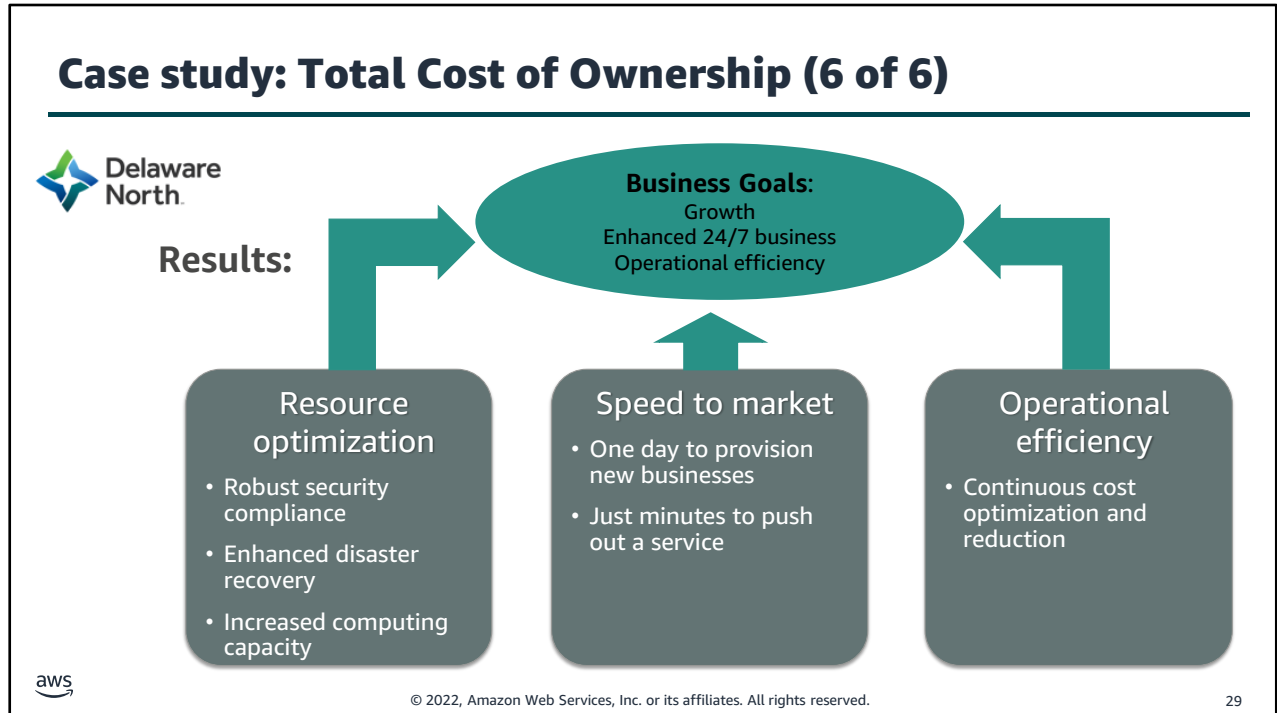 Case study: Total Cost of Ownership (6 of 6)
Delaware
North.
Results:
Business Goals:
Growth
Enhanced 24/7 business
Operational efficiency
Resource
optimization
• Robust security
compliance
• Enhanced disaster
recovery
• Increased computing
capacity
Speed to market
• One day to provision
new businesses
• Just minutes to push
out a service
Operational
efficiency
• Continuous cost
optimization and
reduction
aws
© 2022, Amazon Web Services, Inc. or its affiliates. All rights reserved.
29